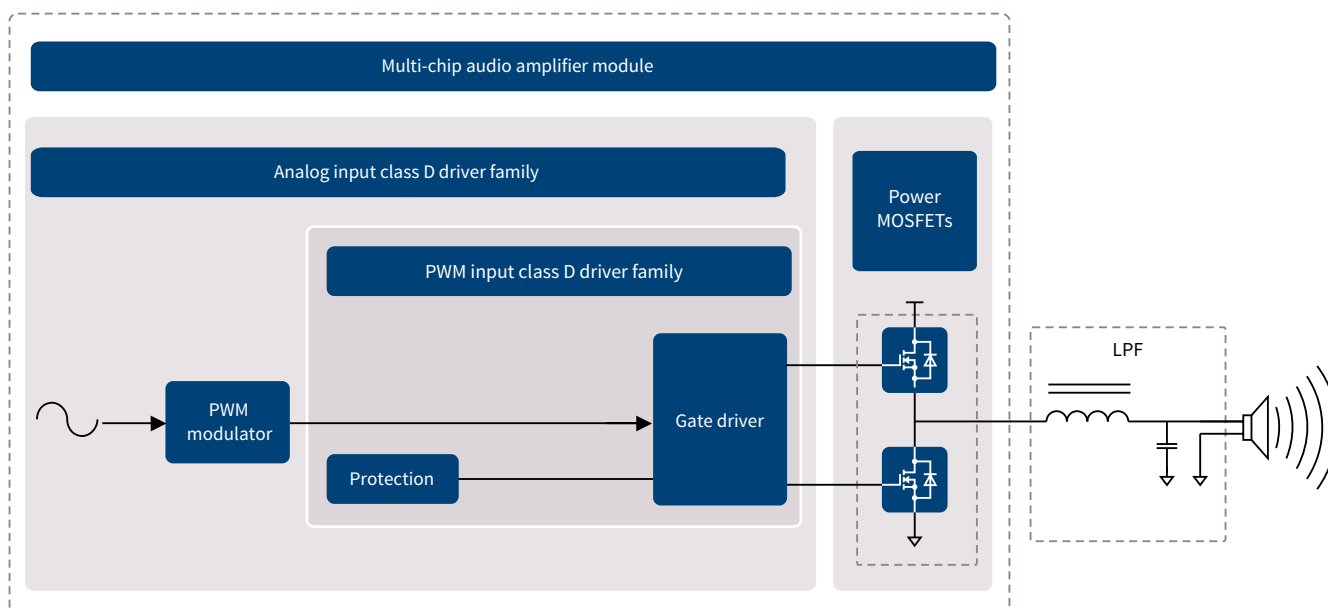 Multi-chip audio amplifier module
Analog input class D driver family
Power
MOSFETs
PWM input class D driver family
LPF
PWM
modulator
Gate driver
Protection